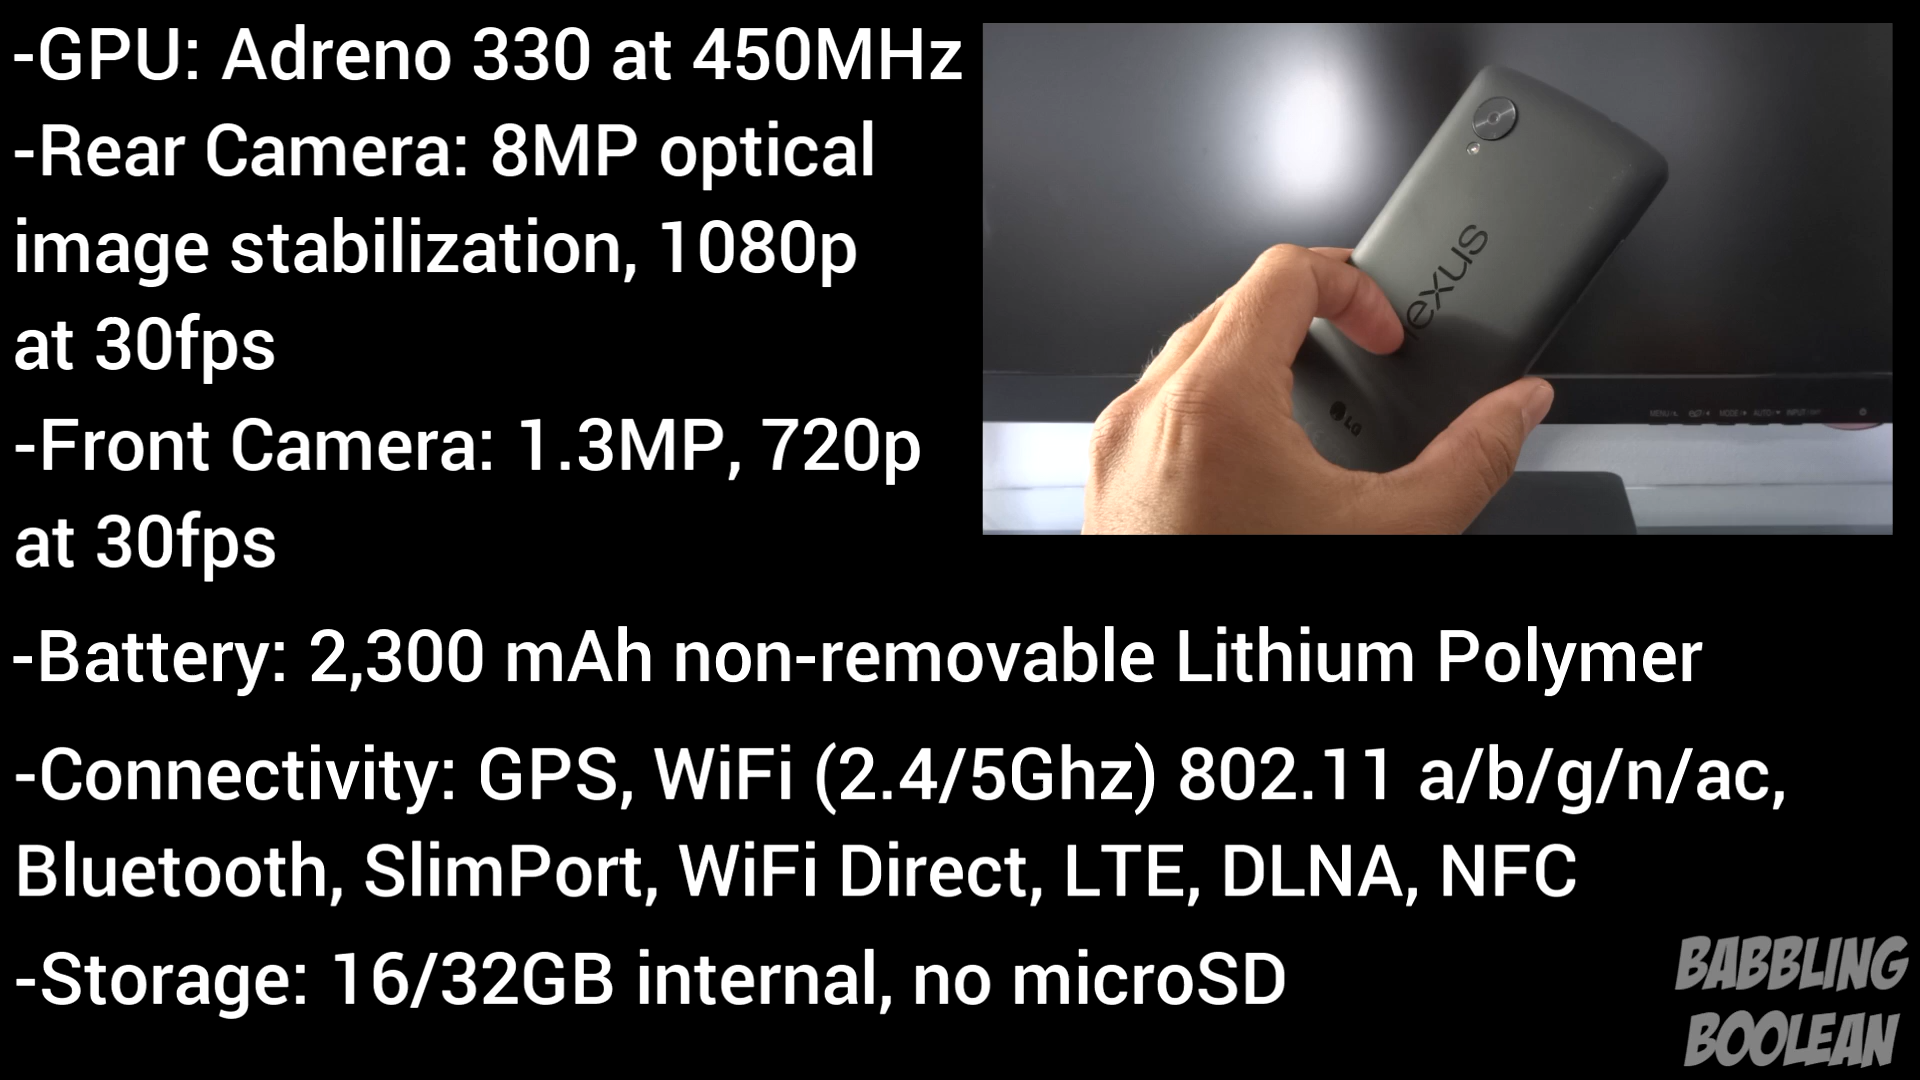 -GPU: Adreno 330 at 450MHz
-Rear Camera: 8MP optical
image stabilization, 1080p
at 30fps
-Front Camera: 1.3MP, 720p
at 30fps
-Battery: 2,300 mAh non-removable Lithium Polymer
-Connectivity: GPS, WiFi (2.4/5Ghz) 802.11 a/b/g/n/ac,
Bluetooth, SlimPort, WiFi Direct, LTE, DLNA, NFC
-Storage: 16/32GB internal, no microSD
nexus
LG
BABBLING
BOOLEAN